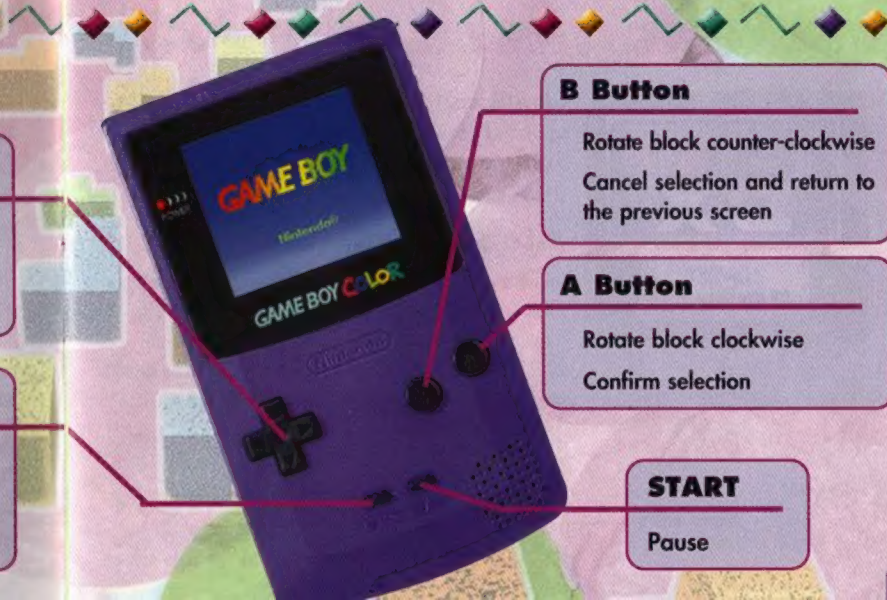 B Button
Rotate block counter-clockwise
Cancel selection and return to
the previous screen
POWER
GAME BOY
Nintendo®
GAME BOY COLOR
Nintendo
A Button
Rotate block clockwise
Confirm selection
START
Pause